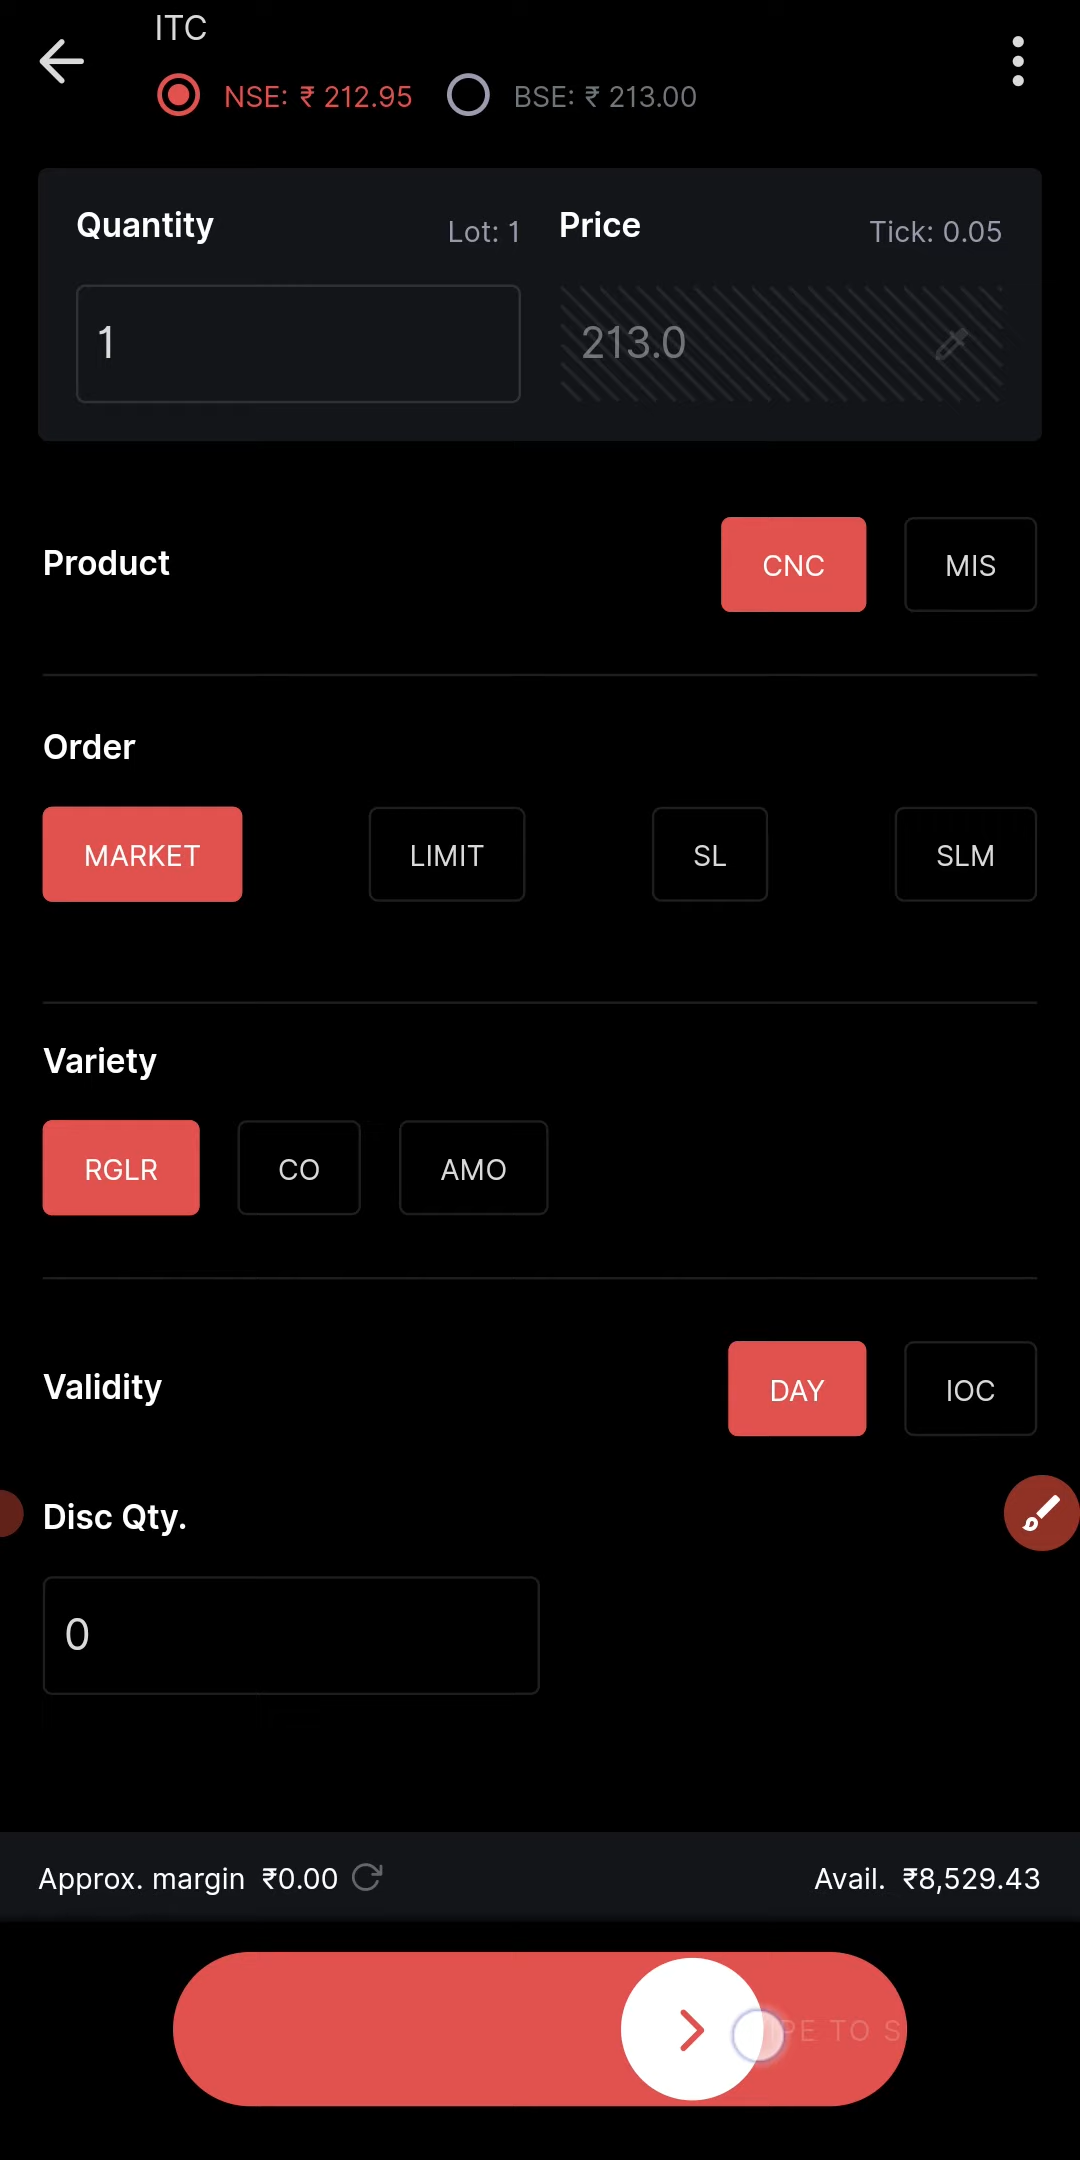 ITC
NSE: ₹ 212.95 BSE: ₹ 213.00
Quantity Lot: 1 Price Tick: 0.05
1 213.0
Product CNC MIS
Order
MARKET LIMIT SL SLM
Variety
RGLR CO AMO
Validity DAY IOC
Disc Qty.
0
Approx. margin ₹0.00 Avail. ₹8,529.43
PE TO S